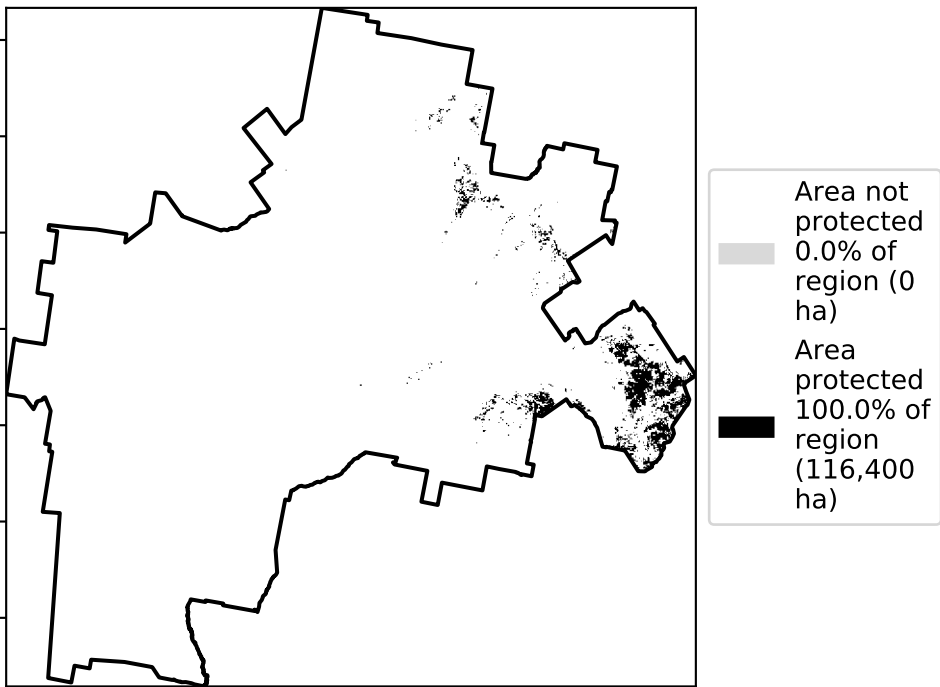 Area not
protected
0.0% of
region (0
ha)
Area
protected
100.0% of
region
(116,400
ha)